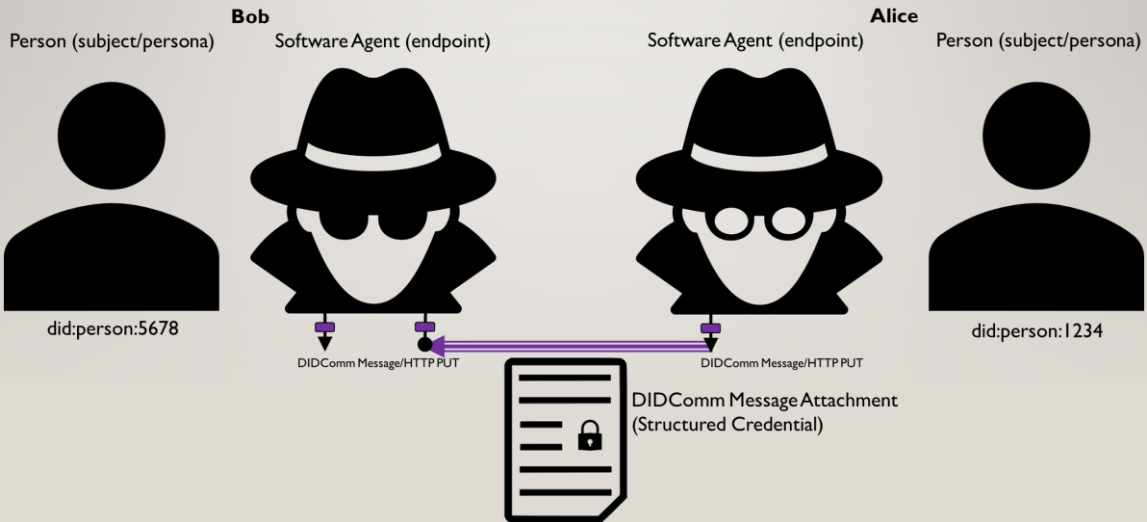 Bob
Alice
Person (subject/persona)
Software Agent (endpoint)
Software Agent (endpoint)
Person (subject/persona)
did:person:5678
did:person:1234
DIDComm Message/HTTP PUT
DIDComm Message/HTTP PUT
DIDComm Message Attachment
(Structured Credential)